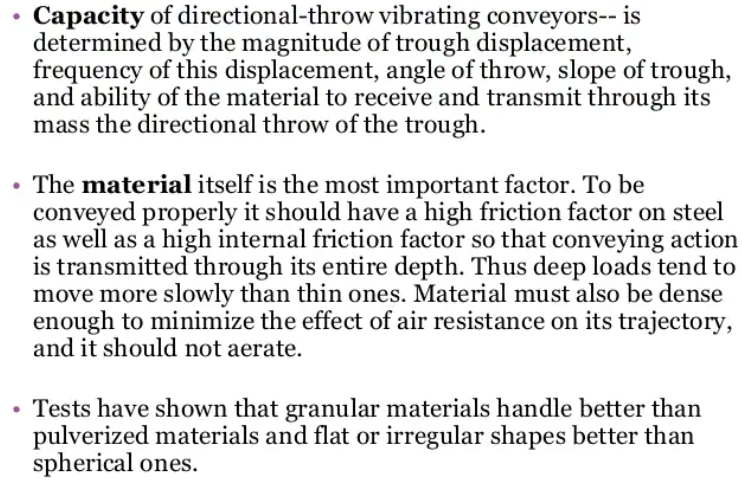 • Capacity of directional-throw vibrating conveyors-- is
determined by the magnitude of trough displacement,
frequency of this displacement, angle of throw, slope of trough,
and ability of the material to receive and transmit through its
mass the directional throw of the trough.
• The material itself is the most important factor. To be
conveyed properly it should have a high friction factor on steel
as well as a high internal friction factor so that conveying action
is transmitted through its entire depth. Thus deep loads tend to
move more slowly than thin ones. Material must also be dense
enough to minimize the effect of air resistance on its trajectory,
and it should not aerate.
• Tests have shown that granular materials handle better than
pulverized materials and flat or irregular shapes better than
spherical ones.